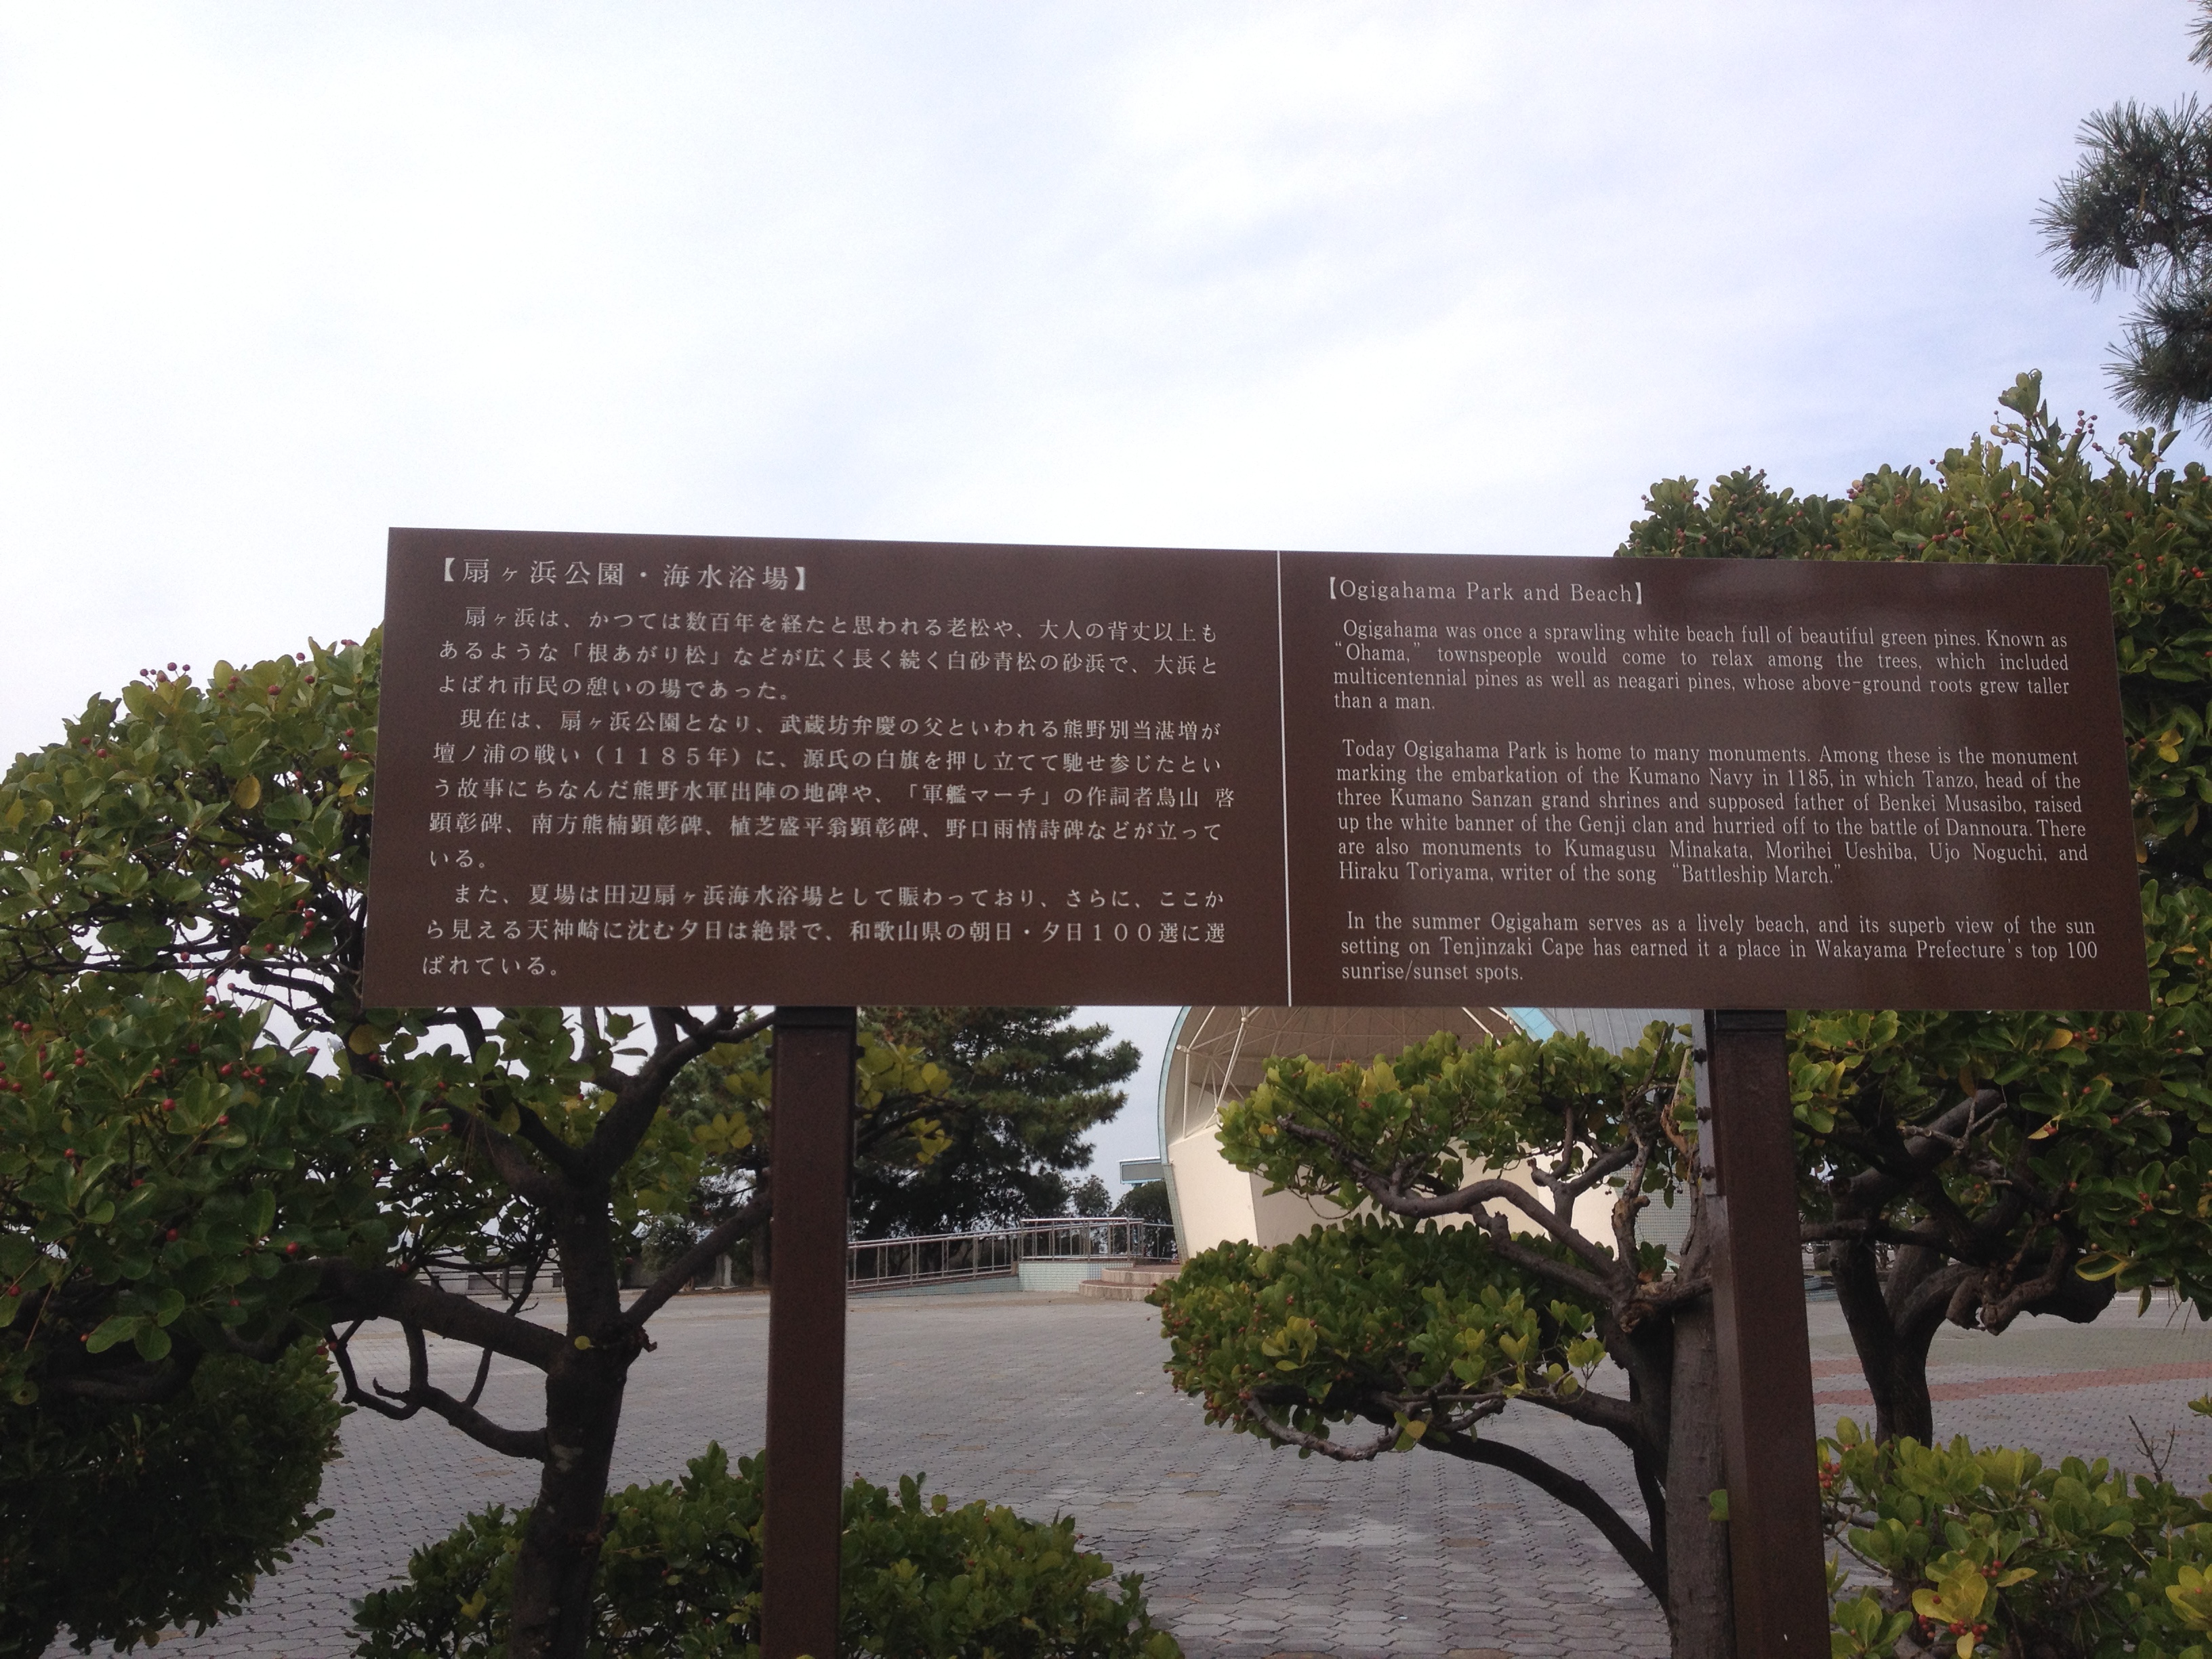 【扇ヶ浜公園・海水浴場】
扇ヶ浜は、かつては数百年を経たと思われる老松や、大人の背丈以上も
あるような「根あがり松」などが広く長く続く白砂青松の砂浜で、大浜と
よばれ市民の憩いの場であった。
現在は、扇ヶ浜公園となり、武蔵坊弁慶の父といわれる熊野別当湛増が
壇ノ浦の戦い（１１８５年）に、源氏の白旗を押し立てて馳せ参じたとい
う故事にちなんだ熊野水軍出陣の地碑や、「軍艦マーチ」の作詞者鳥山 啓
顕彰碑、南方熊楠顕彰碑、植芝盛平翁顕彰碑、野口雨情詩碑などが立って
いる。
また、夏場は田辺扇ヶ浜海水浴場として賑わっており、さらに、ここか
ら見える天神崎に沈む夕日は絶景で、和歌山県の朝日・夕日１００選に選
ばれている。
【Ogigahama Park and Beach】
Ogigahama was once a sprawling white beach full of beautiful green pines. Known as
“Ohama,” townspeople would come to relax among the trees, which included
multicentennial pines as well as neagari pines, whose above-ground roots grew taller
than a man.
Today Ogigahama Park is home to many monuments. Among these is the monument
marking the embarkation of the Kumano Navy in 1185, in which Tanzo, head of the
three Kumano Sanzan grand shrines and supposed father of Benkei Musasibo, raised
up the white banner of the Genji clan and hurried off to the battle of Dannoura. There
are also monuments to Kumagusu Minakata, Morihei Ueshiba, Ujo Noguchi, and
Hiraku Toriyama, writer of the song “Battleship March.”
In the summer Ogigaham serves as a lively beach, and its superb view of the sun
setting on Tenjinzaki Cape has earned it a place in Wakayama Prefecture's top 100
sunrise/sunset spots.